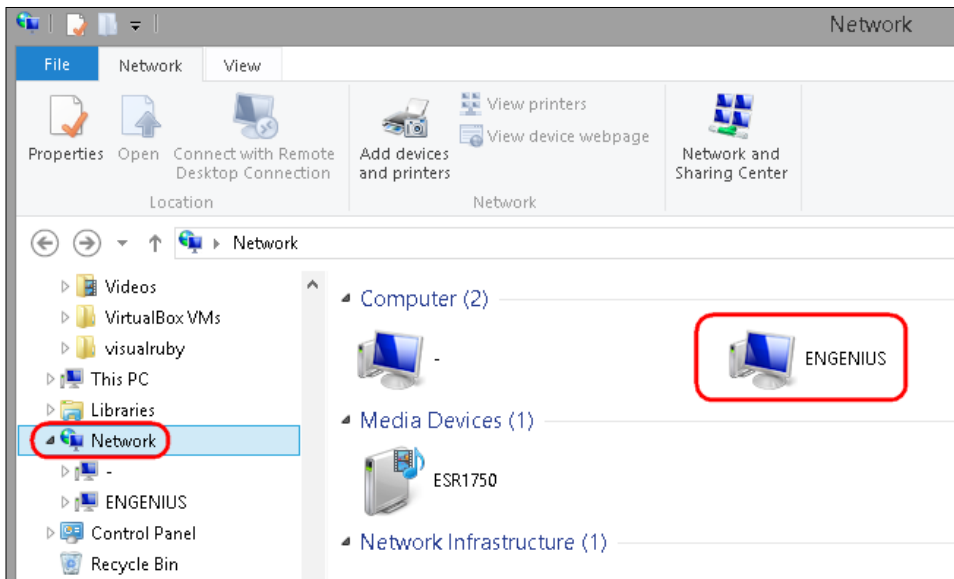 Network
File Network View
Properties Open Connect with Remote Desktop Connection
Add devices and printers
View printers
View device webpage
Network and Sharing Center
Location
Network
Network
Videos
VirtualBox VMs
visualruby
This PC
Libraries
Network
-
ENGENIUS
Control Panel
Recycle Bin
Computer (2)
-
ENGENIUS
Media Devices (1)
ESR1750
Network Infrastructure (1)